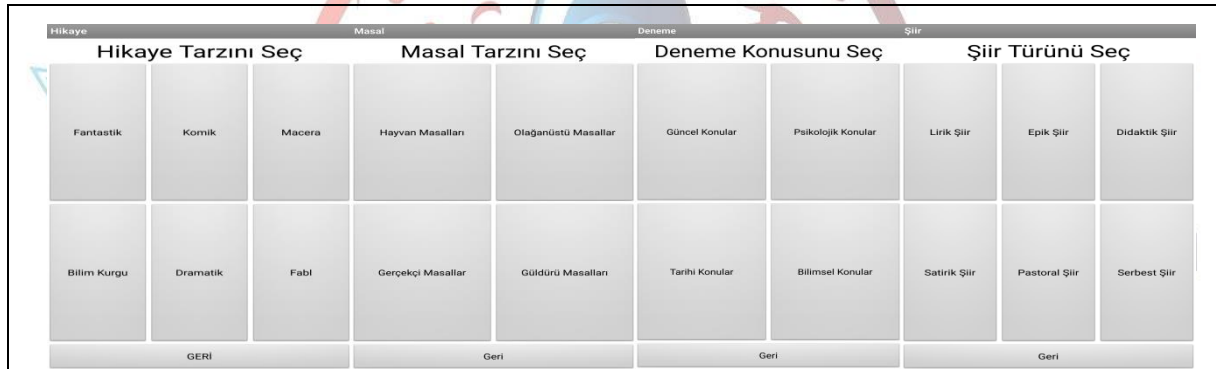 Hikaye
Hikaye Tarzını Seç
Fantastik
Komik
Macera
Bilim Kurgu
Dramatik
Fabl
GERİ
Masal
Masal Tarzını Seç
Hayvan Masalları
Olağanüstü Masallar
Gerçekçi Masallar
Güldürü Masalları
Geri
Deneme
Deneme Konusunu Seç
Güncel Konular
Psikolojik Konular
Tarihi Konular
Bilimsel Konular
Geri
Şiir
Şiir Türünü Seç
Lirik Şiir
Epik Şiir
Didaktik Şiir
Satirik Şiir
Pastoral Şiir
Serbest Şiir
Geri